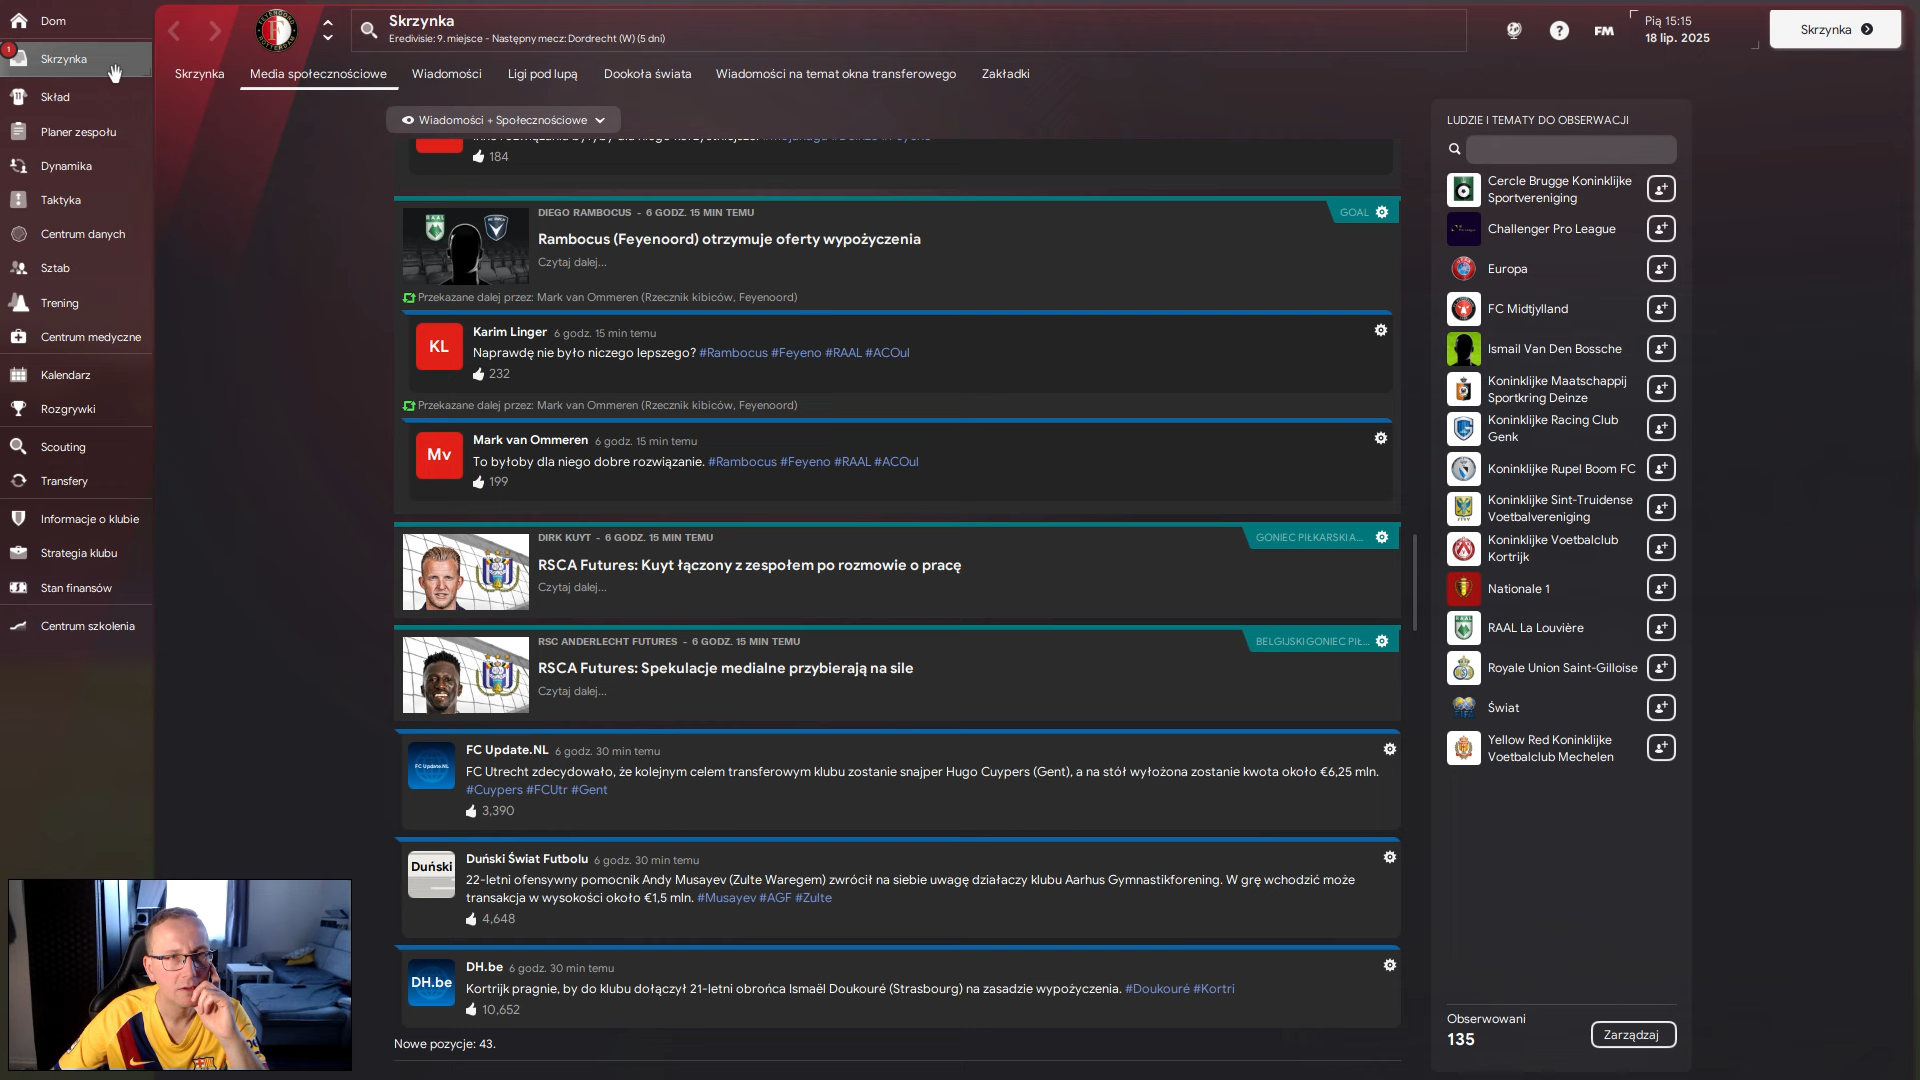 Dom
1
Skrzynka
Skład
Planer zespołu
Dynamika
Taktyka
Centrum danych
Sztab
Trening
Centrum medyczne
Kalendarz
Rozgrywki
Scouting
Transfery
Informacje o klubie
Strategia klubu
Stan finansów
Centrum szkolenia
Skrzynka
Eredivisie: 9. miejsce - Następny mecz: Dordrecht (W) (5 dni)
FM
Pią 15:15
18 lip. 2025
Skrzynka
Skrzynka
Media społecznościowe
Wiadomości
Ligi pod lupą
Dookoła świata
Wiadomości na temat okna transferowego
Zakładki
Wiadomości + Społecznościowe
184
DIEGO RAMBOCUS - 6 GODZ. 15 MIN TEMU
GOAL
Rambocus (Feyenoord) otrzymuje oferty wypożyczenia
Czytaj dalej...
Przekazane dalej przez: Mark van Ommeren (Rzecznik kibiców, Feyenoord)
KL
Karim Linger 6 godz. 15 min temu
Naprawdę nie było niczego lepszego? #Rambocus #Feyeno #RAAL #ACOul
232
Przekazane dalej przez: Mark van Ommeren (Rzecznik kibiców, Feyenoord)
Mv
Mark van Ommeren 6 godz. 15 min temu
To byłoby dla niego dobre rozwiązanie. #Rambocus #Feyeno #RAAL #ACOul
199
DIRK KUYT - 6 GODZ. 15 MIN TEMU
GONIEC PIŁKARSKI A...
RSCA Futures: Kuyt łączony z zespołem po rozmowie o pracę
Czytaj dalej...
RSC ANDERLECHT FUTURES - 6 GODZ. 15 MIN TEMU
BELGIJSKI GONIEC PIŁ...
RSCA Futures: Spekulacje medialne przybierają na sile
Czytaj dalej...
FC Update.NL
FC Update.NL 6 godz. 30 min temu
FC Utrecht zdecydowało, że kolejnym celem transferowym klubu zostanie snajper Hugo Cuypers (Gent), a na stół wyłożona zostanie kwota około €6,25 mln.
#Cuypers #FCUtr #Gent
3,390
Duński
Duński Świat Futbolu 6 godz. 30 min temu
22-letni ofensywny pomocnik Andy Musayev (Zulte Waregem) zwrócił na siebie uwagę działaczy klubu Aarhus Gymnastikforening. W grę wchodzić może
transakcja w wysokości około €1,5 mln. #Musayev #AGF #Zulte
4,648
DH.be
DH.be 6 godz. 30 min temu
Kortrijk pragnie, by do klubu dołączył 21-letni obrońca Ismaël Doukouré (Strasbourg) na zasadzie wypożyczenia. #Doukouré #Kortri
10,652
Nowe pozycje: 43.
LUDZIE I TEMATY DO OBSERWACJI
Cercle Brugge Koninklijke
Sportvereniging
Challenger Pro League
Europa
FC Midtjylland
Ismail Van Den Bossche
Koninklijke Maatschappij
Sportkring Deinze
Koninklijke Racing Club
Genk
Koninklijke Rupel Boom FC
Koninklijke Sint-Truidense
Voetbalvereniging
Koninklijke Voetbalclub
Kortrijk
Nationale 1
RAAL La Louvière
Royale Union Saint-Gilloise
Świat
Yellow Red Koninklijke
Voetbalclub Mechelen
Obserwowani
135
Zarządzaj